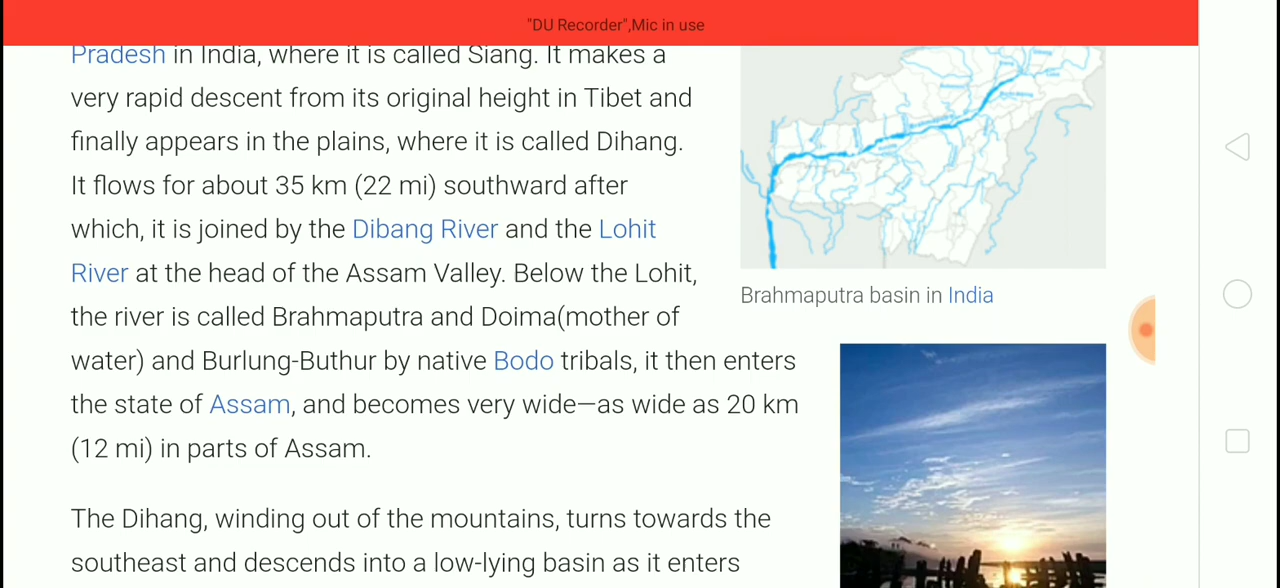 "DU Recorder",Mic in use
Pradesh in India, where it is called Siang. It makes a
very rapid descent from its original height in Tibet and
finally appears in the plains, where it is called Dihang.
It flows for about 35 km (22 mi) southward after
which, it is joined by the Dibang River and the Lohit
River at the head of the Assam Valley. Below the Lohit,
the river is called Brahmaputra and Doima(mother of
water) and Burlung-Buthur by native Bodo tribals, it then enters
the state of Assam, and becomes very wide—as wide as 20 km
(12 mi) in parts of Assam.
The Dihang, winding out of the mountains, turns towards the
southeast and descends into a low-lying basin as it enters
Brahmaputra basin in India